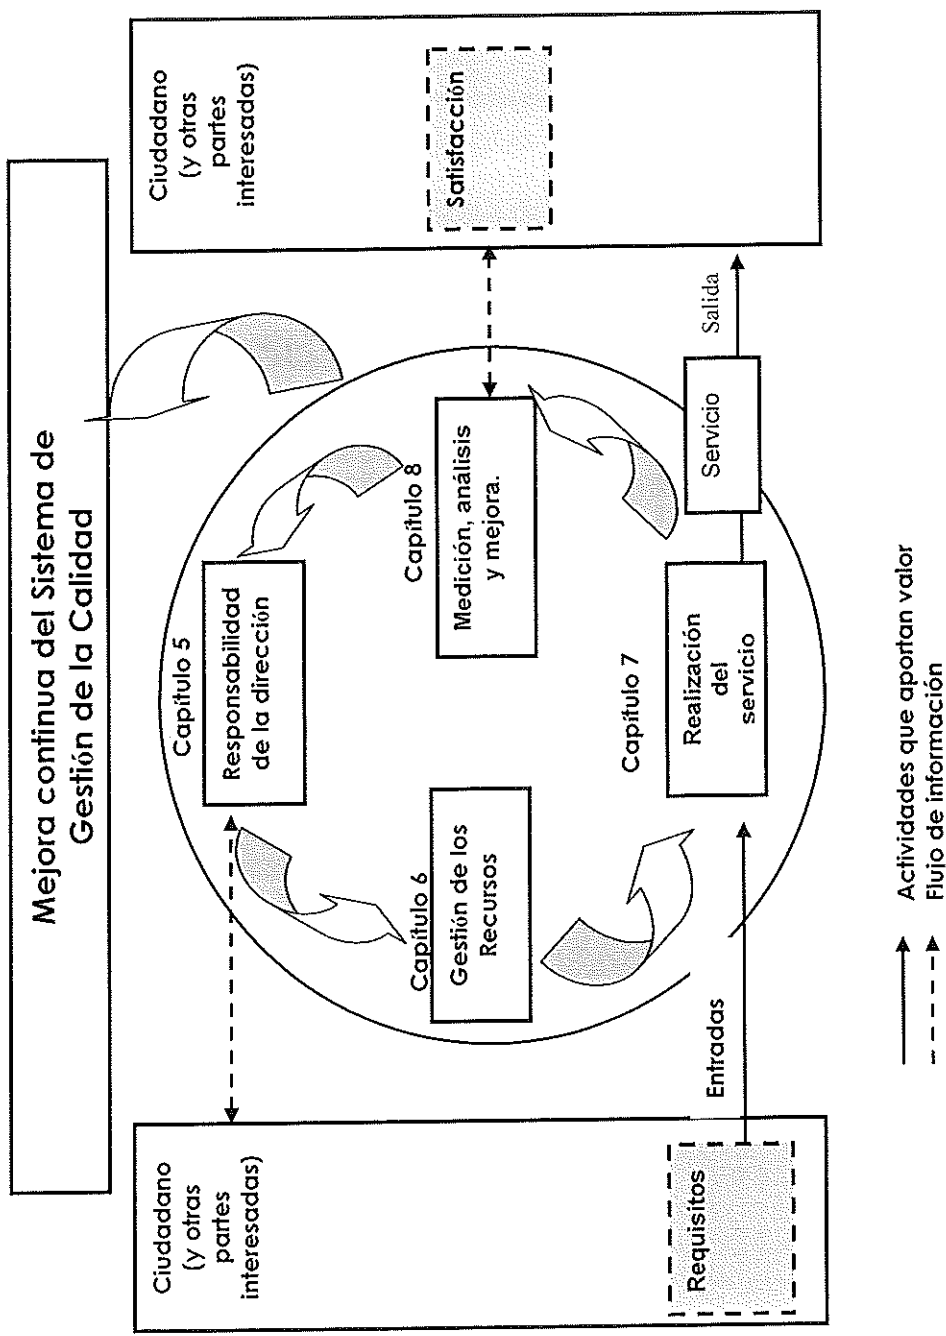 Mejora continua del Sistema de
Gestión de la Calidad
Ciudadano
(y otras
partes
interesadas)
Requisitos
Entradas
Capítulo 5
Responsabilidad
de la dirección
Capítulo 6
Gestión de los
Recursos
Capítulo 8
Medición, análisis
y mejora.
Capítulo 7
Realización
del
servicio
Servicio
Salida
Ciudadano
(y otras
partes
interesadas)
Satisfacción
Actividades que aportan valor
Flujo de información